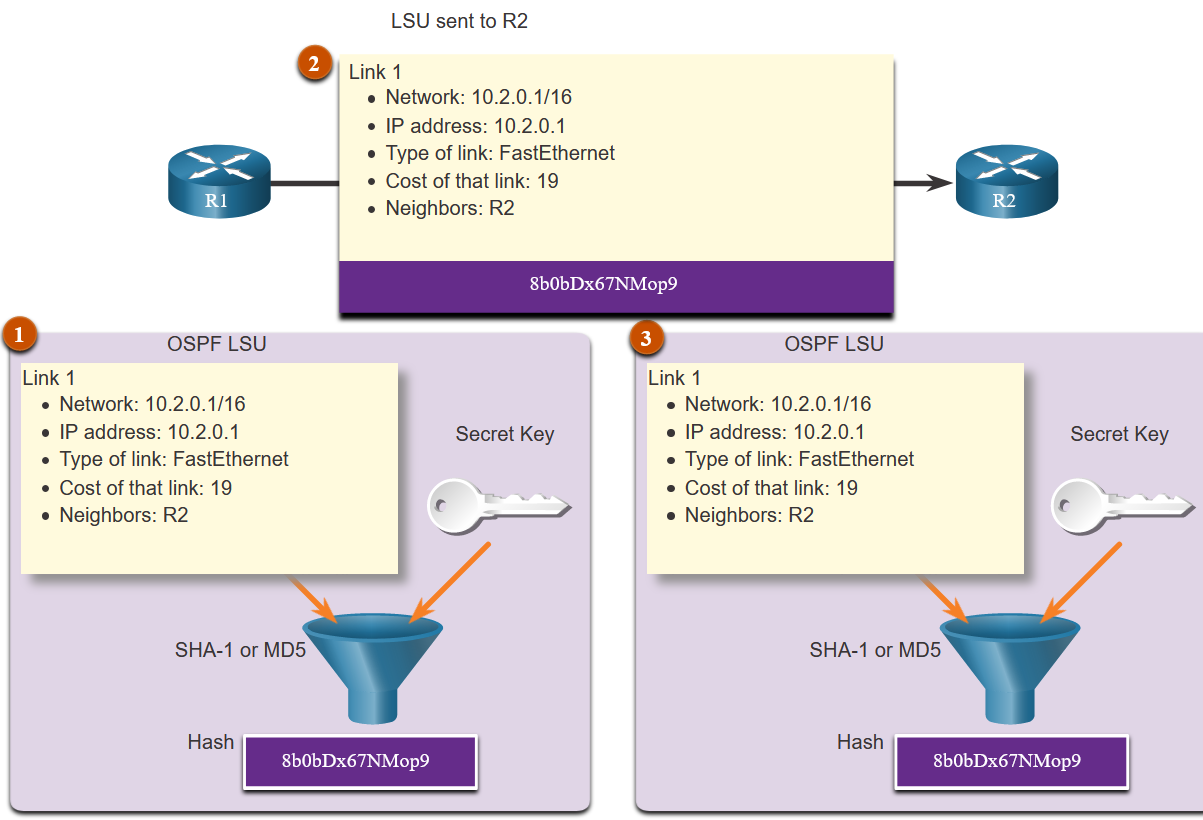 LSU sent to R2
2
Link 1
• Network: 10.2.0.1/16
• IP address: 10.2.0.1
• Type of link: FastEthernet
• Cost of that link: 19
• Neighbors: R2
R1
R2
8b0bDx67NMop9
1
OSPF LSU
Link 1
• Network: 10.2.0.1/16
• IP address: 10.2.0.1
• Type of link: FastEthernet
• Cost of that link: 19
• Neighbors: R2
Secret Key
SHA-1 or MD5
Hash
8b0bDx67NMop9
3
OSPF LSU
Link 1
• Network: 10.2.0.1/16
• IP address: 10.2.0.1
• Type of link: FastEthernet
• Cost of that link: 19
• Neighbors: R2
Secret Key
SHA-1 or MD5
Hash
8b0bDx67NMop9